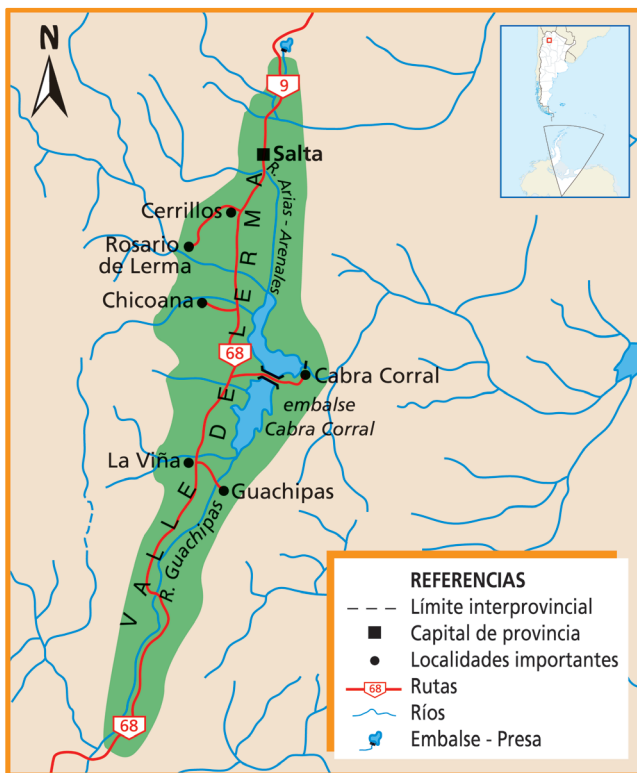 N
9
Salta
R. Arias - Arenales
Cerrillos
Rosario
de Lerma
Chicoana
68
Cabra Corral
embalse
Cabra Corral
La Viña
Guachipas
R. Guachipas
VALLE DE LERMA
68
REFERENCIAS
Límite interprovincial
Capital de provincia
Localidades importantes
68
Rutas
Ríos
Embalse - Presa